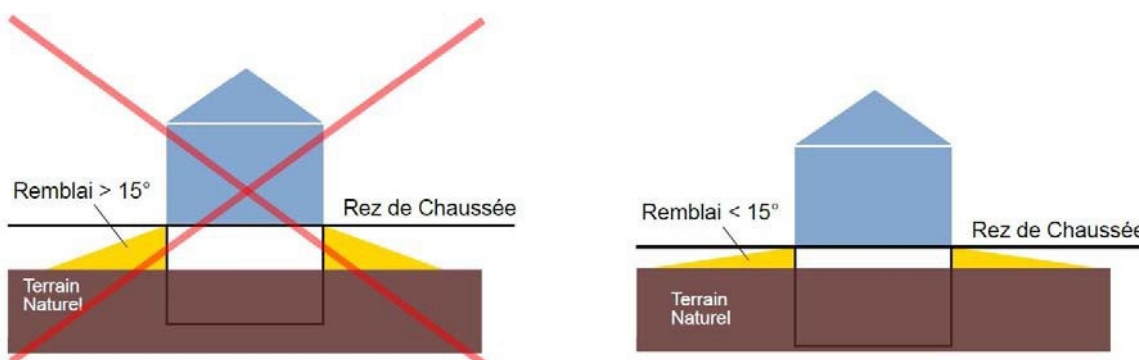 Remblai > 15°
Rez de Chaussée
Terrain
Naturel
Remblai < 15°
Rez de Chaussée
Terrain
Naturel